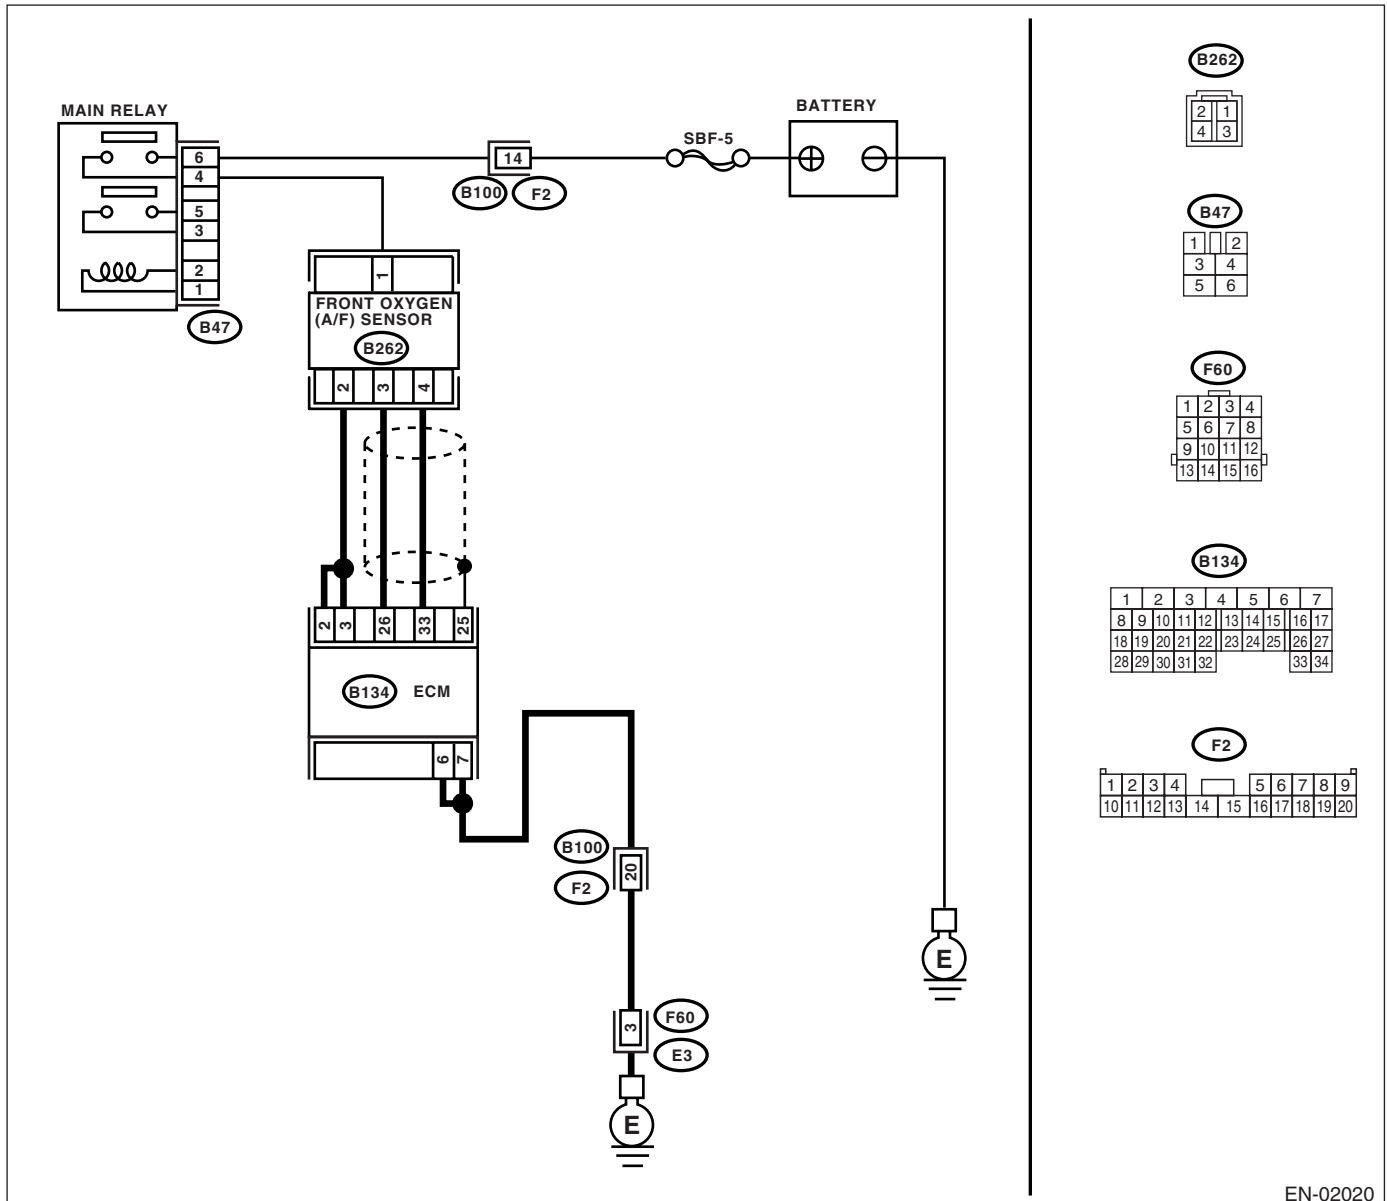 MAIN RELAY
6
4
5
3
2
1
B47
14
B100 F2
SBF-5
BATTERY
1
FRONT OXYGEN
(A/F) SENSOR
B262
2 3 4
2 3 26 33 25
B134 ECM
6 7
B100
F2
20
3
F60
E3
E
E
B262
2 1
4 3
B47
1 2
3 4
5 6
F60
1 2 3 4
5 6 7 8
9 10 11 12
13 14 15 16
B134
1 2 3 4 5 6 7
8 9 10 11 12 13 14 15 16 17
18 19 20 21 22 23 24 25 26 27
28 29 30 31 32 33 34
F2
1 2 3 4 5 6 7 8 9
10 11 12 13 14 15 16 17 18 19 20
EN-02020